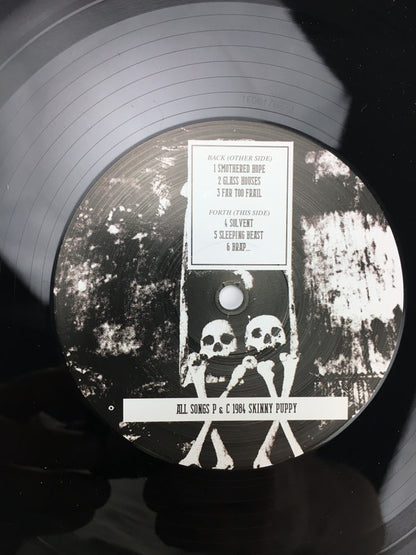 BACK (OTHER SIDE)
1 SMOTHERED HOPE
2 GLASS HOUSES
3 FAR TOO FRAIL
FORTH (THIS SIDE)
4 SOLVENT
5 SLEEPING BEAST
6 BRAP...
ALL SONGS P & C 1984 SKINNY PUPPY